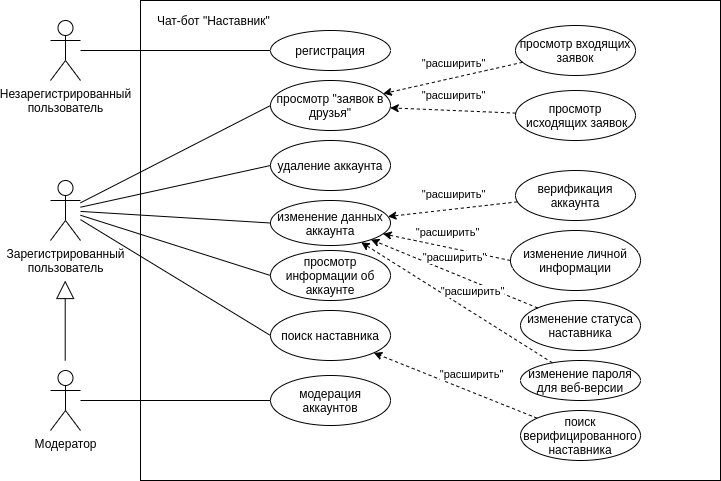 Чат-бот "Наставник"
Незарегистрированный
пользователь
регистрация
"расширить"
просмотр входящих
заявок
просмотр "заявок в
друзья"
"расширить"
просмотр
исходящих заявок
удаление аккаунта
Зарегистрированный
пользователь
изменение данных
аккаунта
"расширить"
верификация
аккаунта
"расширить"
изменение личной
информации
просмотр
информации об
аккаунте
"расширить"
изменение статуса
наставника
"расширить"
изменение пароля
для веб-версии
поиск наставника
"расширить"
поиск
верифицированного
наставника
Модератор
модерация
аккаунтов